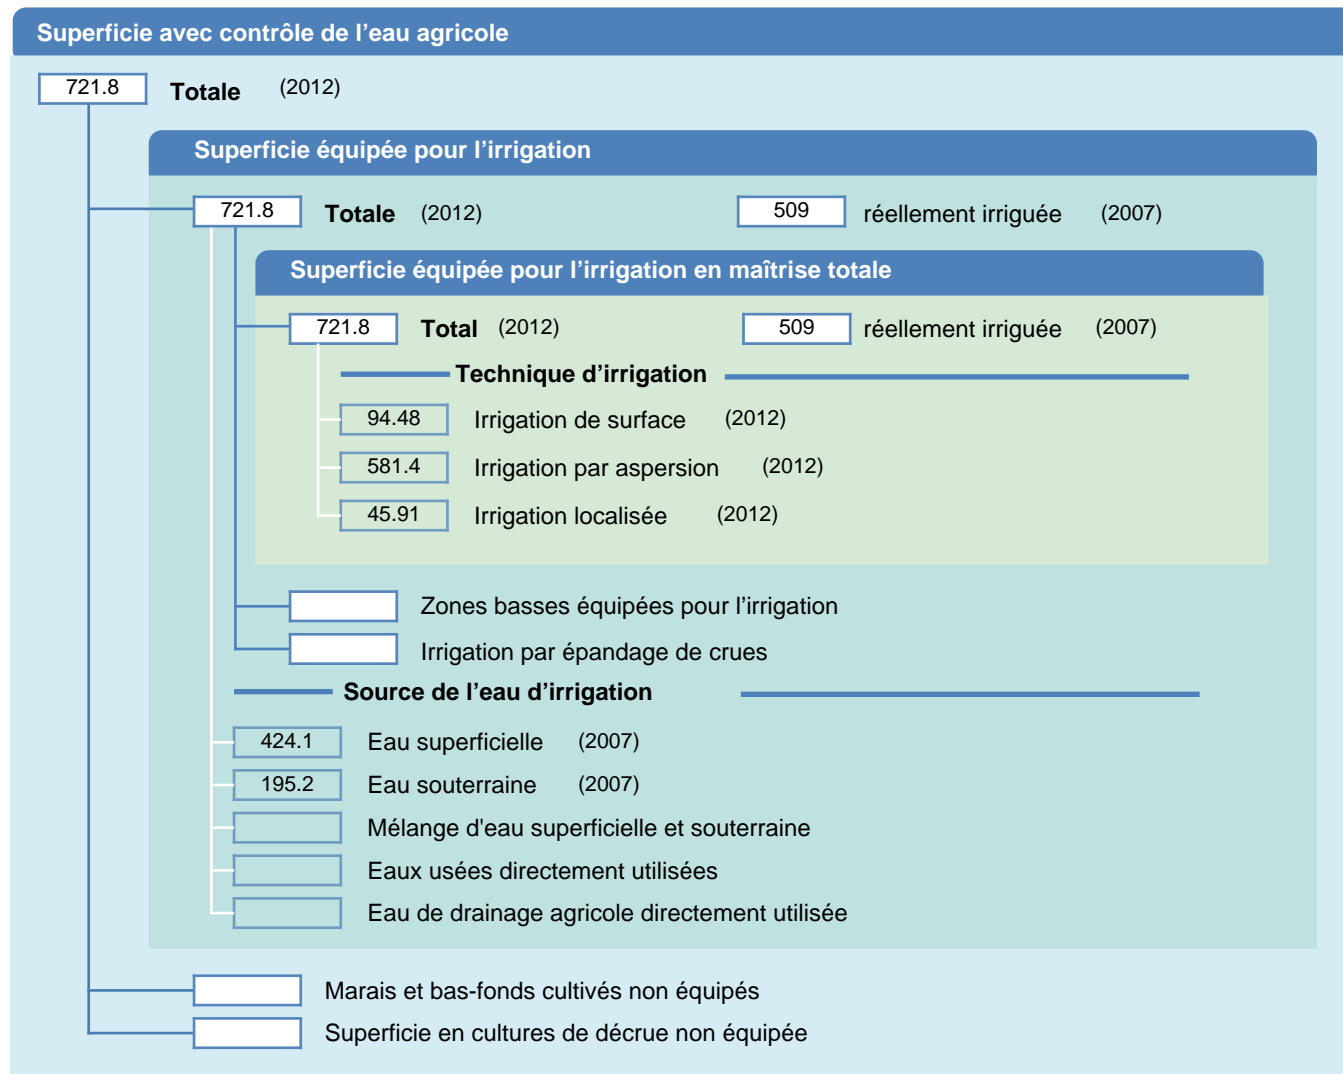 Superficie avec contrôle de l’eau agricole
721.8 Totale (2012)
Superficie équipée pour l’irrigation
721.8 Totale (2012) 509 réellement irriguée (2007)
Superficie équipée pour l’irrigation en maîtrise totale
721.8 Total (2012) 509 réellement irriguée (2007)
Technique d’irrigation
94.48 Irrigation de surface (2012)
581.4 Irrigation par aspersion (2012)
45.91 Irrigation localisée (2012)
Zones basses équipées pour l’irrigation
Irrigation par épandage de crues
Source de l’eau d’irrigation
424.1 Eau superficielle (2007)
195.2 Eau souterraine (2007)
Mélange d'eau superficielle et souterraine
Eaux usées directement utilisées
Eau de drainage agricole directement utilisée
Marais et bas-fonds cultivés non équipés
Superficie en cultures de décrue non équipée